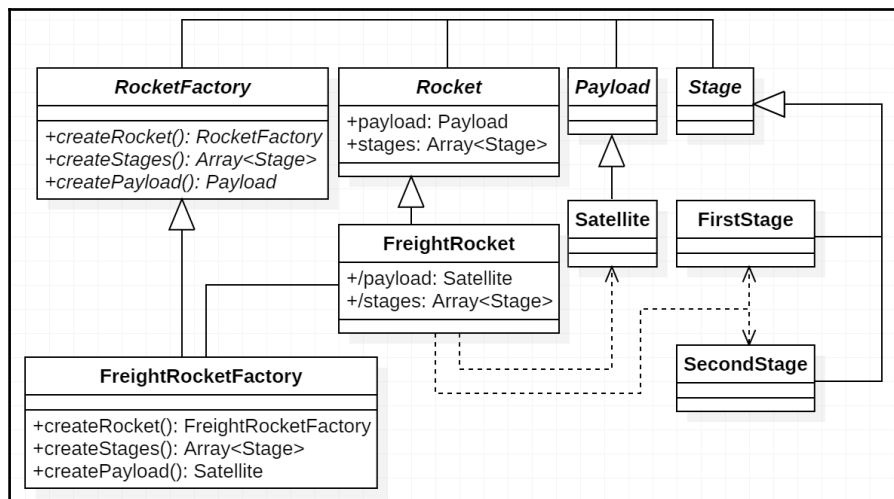 RocketFactory
+createRocket(): RocketFactory
+createStages(): Array<Stage>
+createPayload(): Payload
Rocket
+payload: Payload
+stages: Array<Stage>
Payload
Stage
FreightRocket
+/payload: Satellite
+/stages: Array<Stage>
Satellite
FirstStage
SecondStage
FreightRocketFactory
+createRocket(): FreightRocketFactory
+createStages(): Array<Stage>
+createPayload(): Satellite